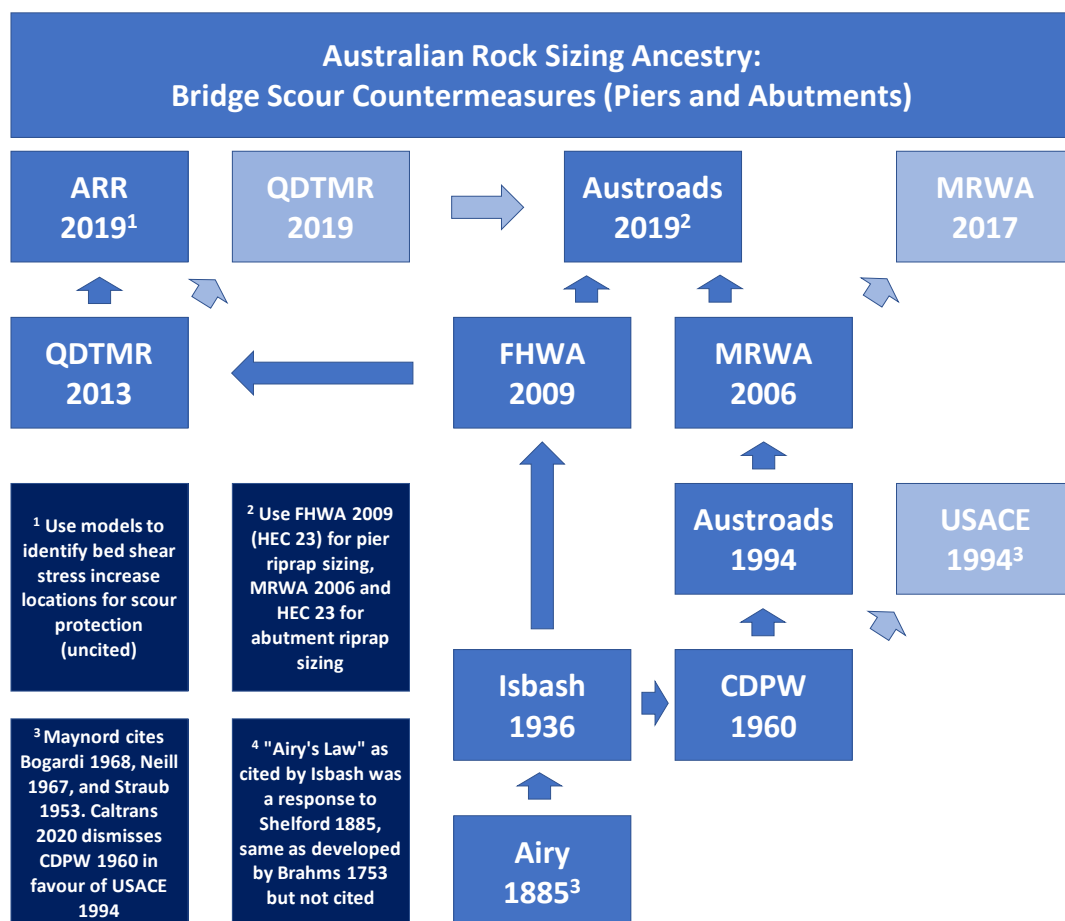 Australian Rock Sizing Ancestry:
Bridge Scour Countermeasures (Piers and Abutments)
ARR
2019¹
QDTMR
2019
Austroads
2019²
MRWA
2017
QDTMR
2013
FHWA
2009
MRWA
2006
¹ Use models to
identify bed shear
stress increase
locations for scour
protection
(uncited)
² Use FHWA 2009
(HEC 23) for pier
riprap sizing,
MRWA 2006 and
HEC 23 for
abutment riprap
sizing
Austroads
1994
USACE
1994³
Isbash
1936
CDPW
1960
³ Maynord cites
Bogardi 1968, Neill
1967, and Straub
1953. Caltrans
2020 dismisses
CDPW 1960 in
favour of USACE
1994
⁴ "Airy's Law" as
cited by Isbash was
a response to
Shelford 1885,
same as developed
by Brahms 1753
but not cited
Airy
1885³